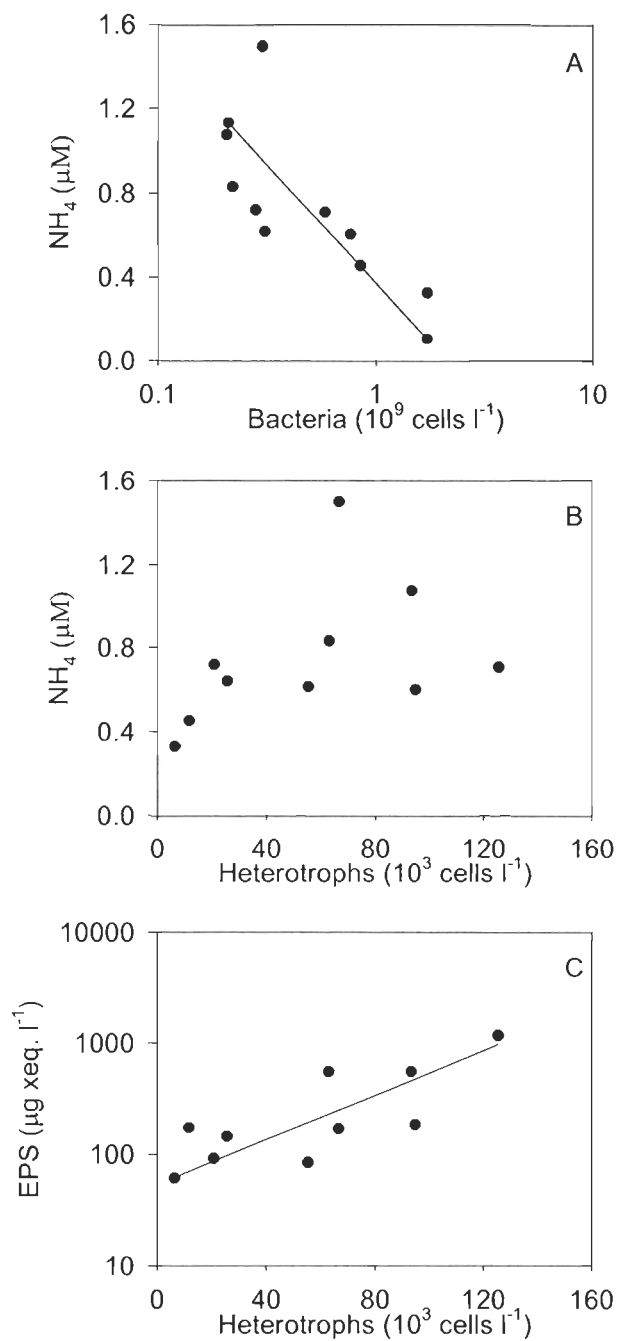 1.6
A
1.2
NH₄ (µM)
0.8
0.4
0.0
0.1 1 10
Bacteria (10⁹ cells l⁻¹)
1.6
B
1.2
NH₄ (µM)
0.8
0.4
0.0
0 40 80 120 160
Heterotrophs (10³ cells l⁻¹)
10000
C
1000
EPS (µg xeq. l⁻¹)
100
10
0 40 80 120 160
Heterotrophs (10³ cells l⁻¹)